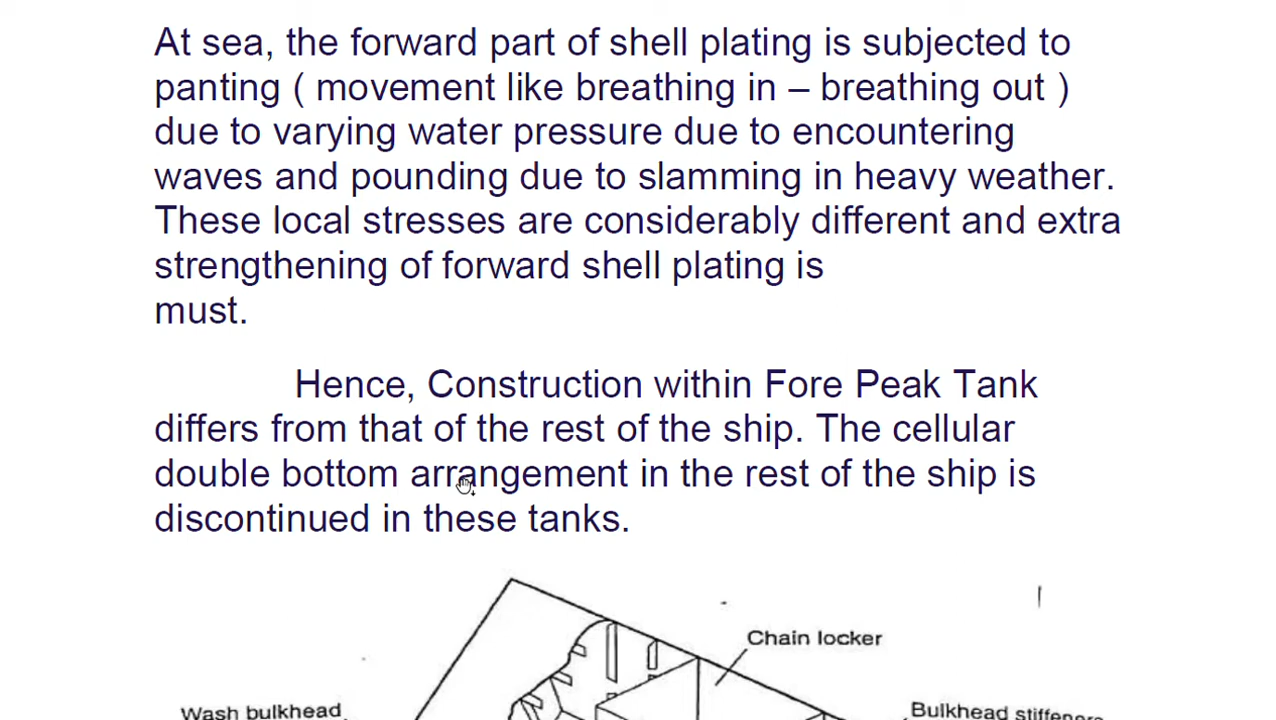 At sea, the forward part of shell plating is subjected to
panting ( movement like breathing in – breathing out )
due to varying water pressure due to encountering
waves and pounding due to slamming in heavy weather.
These local stresses are considerably different and extra
strengthening of forward shell plating is
must.
Hence, Construction within Fore Peak Tank
differs from that of the rest of the ship. The cellular
double bottom arrangement in the rest of the ship is
discontinued in these tanks.
Chain locker
Wash bulkhead
Bulkhead stiffeners